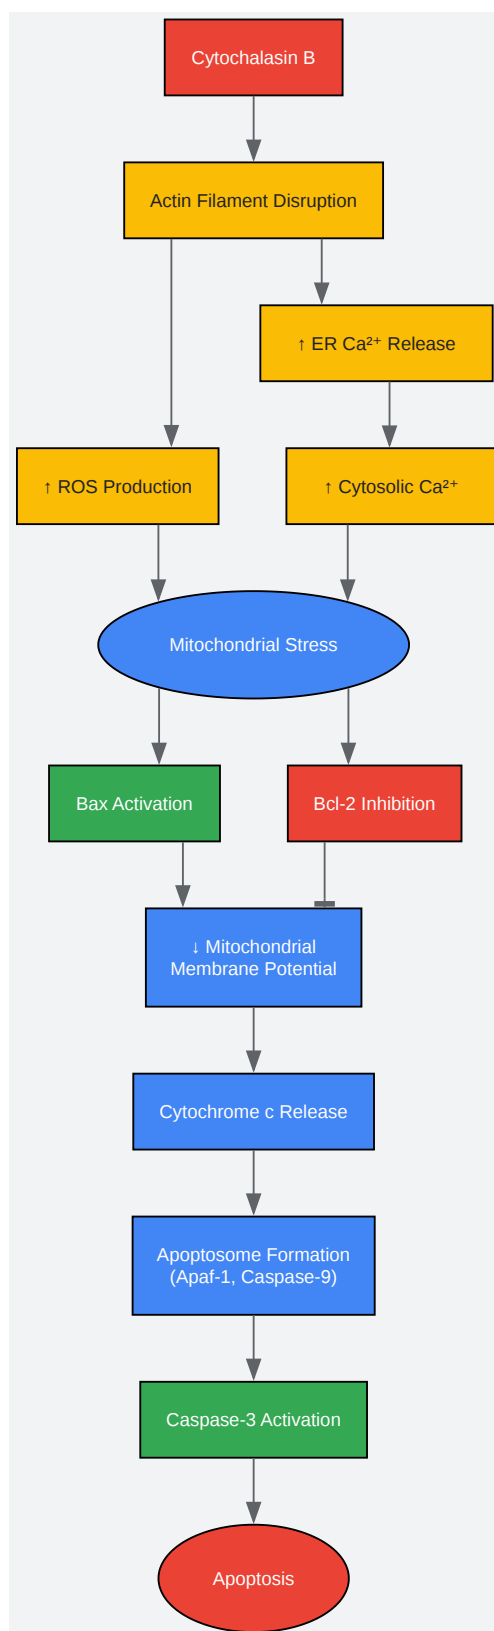 Cytochalasin B
Actin Filament Disruption
↑ ER Ca²⁺ Release
↑ ROS Production
↑ Cytosolic Ca²⁺
Mitochondrial Stress
Bax Activation
Bcl-2 Inhibition
↓ Mitochondrial
Membrane Potential
Cytochrome c Release
Apoptosome Formation
(Apaf-1, Caspase-9)
Caspase-3 Activation
Apoptosis